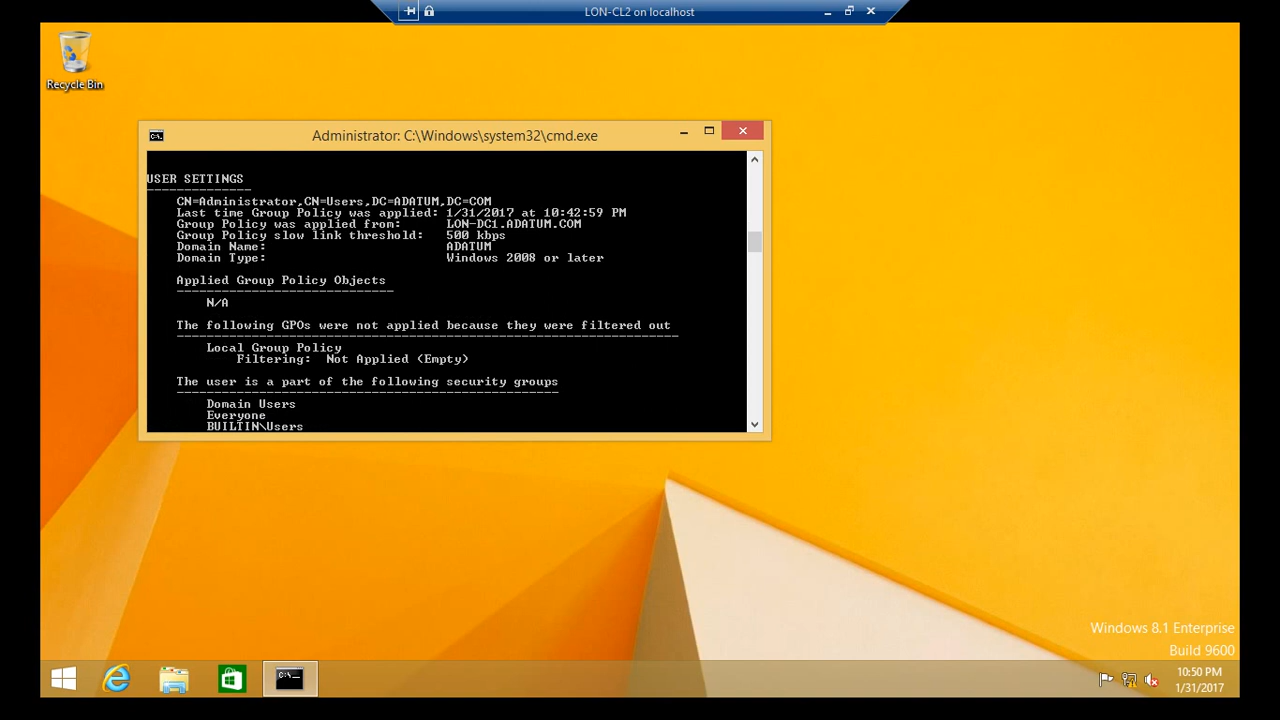 LON-CL2 on localhost
Recycle Bin
Administrator: C:\Windows\system32\cmd.exe
USER SETTINGS
--------------
CN=Administrator,CN=Users,DC=ADATUM,DC=COM
Last time Group Policy was applied: 1/31/2017 at 10:42:59 PM
Group Policy was applied from: LON-DC1.ADATUM.COM
Group Policy slow link threshold: 500 kbps
Domain Name: ADATUM
Domain Type: Windows 2008 or later
Applied Group Policy Objects
-----------------------------
N/A
The following GPOs were not applied because they were filtered out
-------------------------------------------------------------------
Local Group Policy
Filtering: Not Applied (Empty)
The user is a part of the following security groups
---------------------------------------------------
Domain Users
Everyone
BUILTIN\Users
Windows 8.1 Enterprise
Build 9600
10:50 PM
1/31/2017